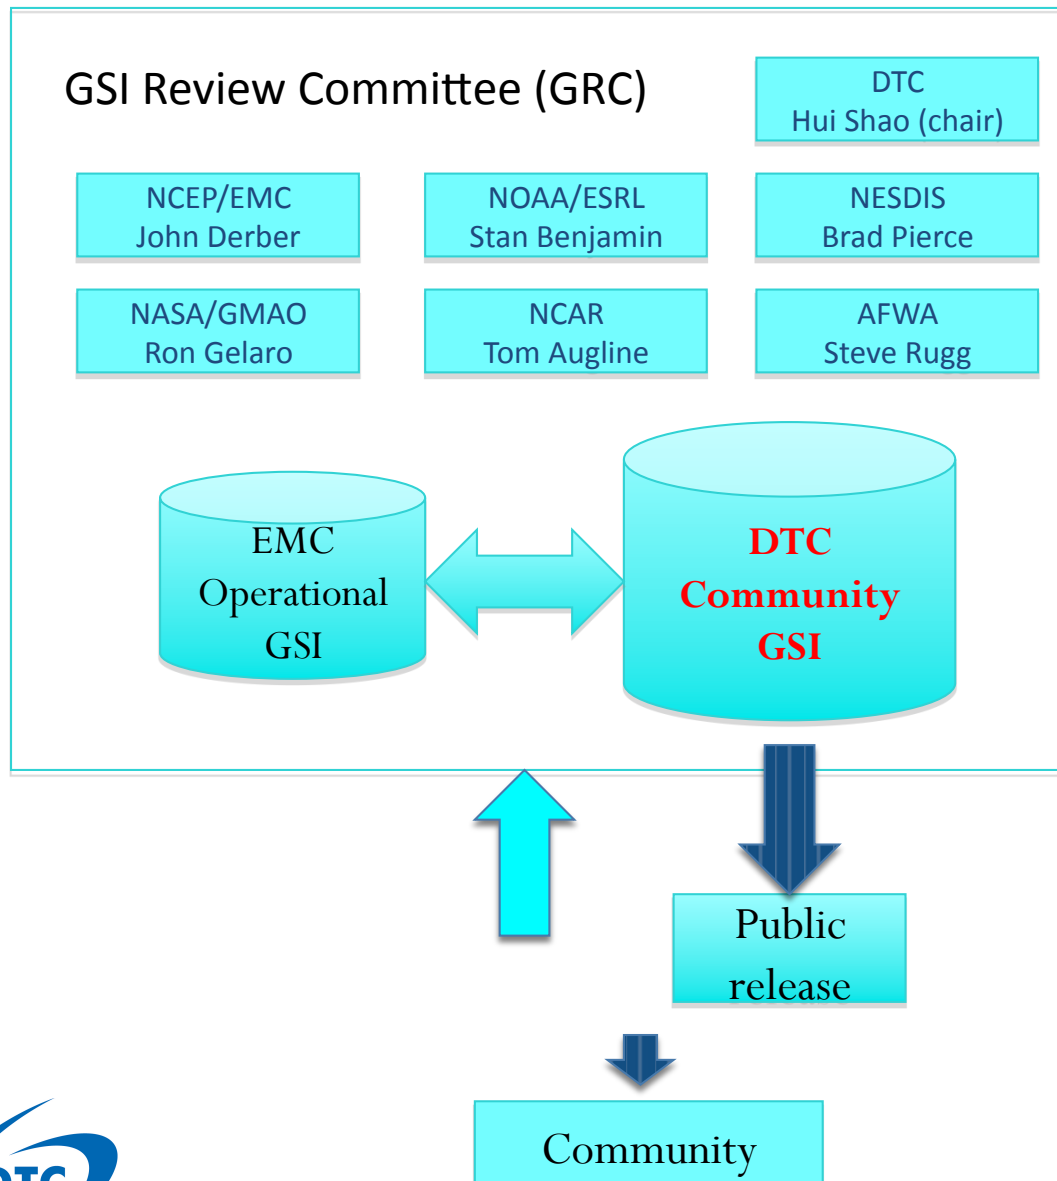 GSI Review Committee (GRC)
DTC
Hui Shao (chair)
NCEP/EMC
John Derber
NOAA/ESRL
Stan Benjamin
NESDIS
Brad Pierce
NASA/GMAO
Ron Gelaro
NCAR
Tom Augline
AFWA
Steve Rugg
EMC
Operational
GSI
DTC
Community
GSI
Public
release
Community
DTC